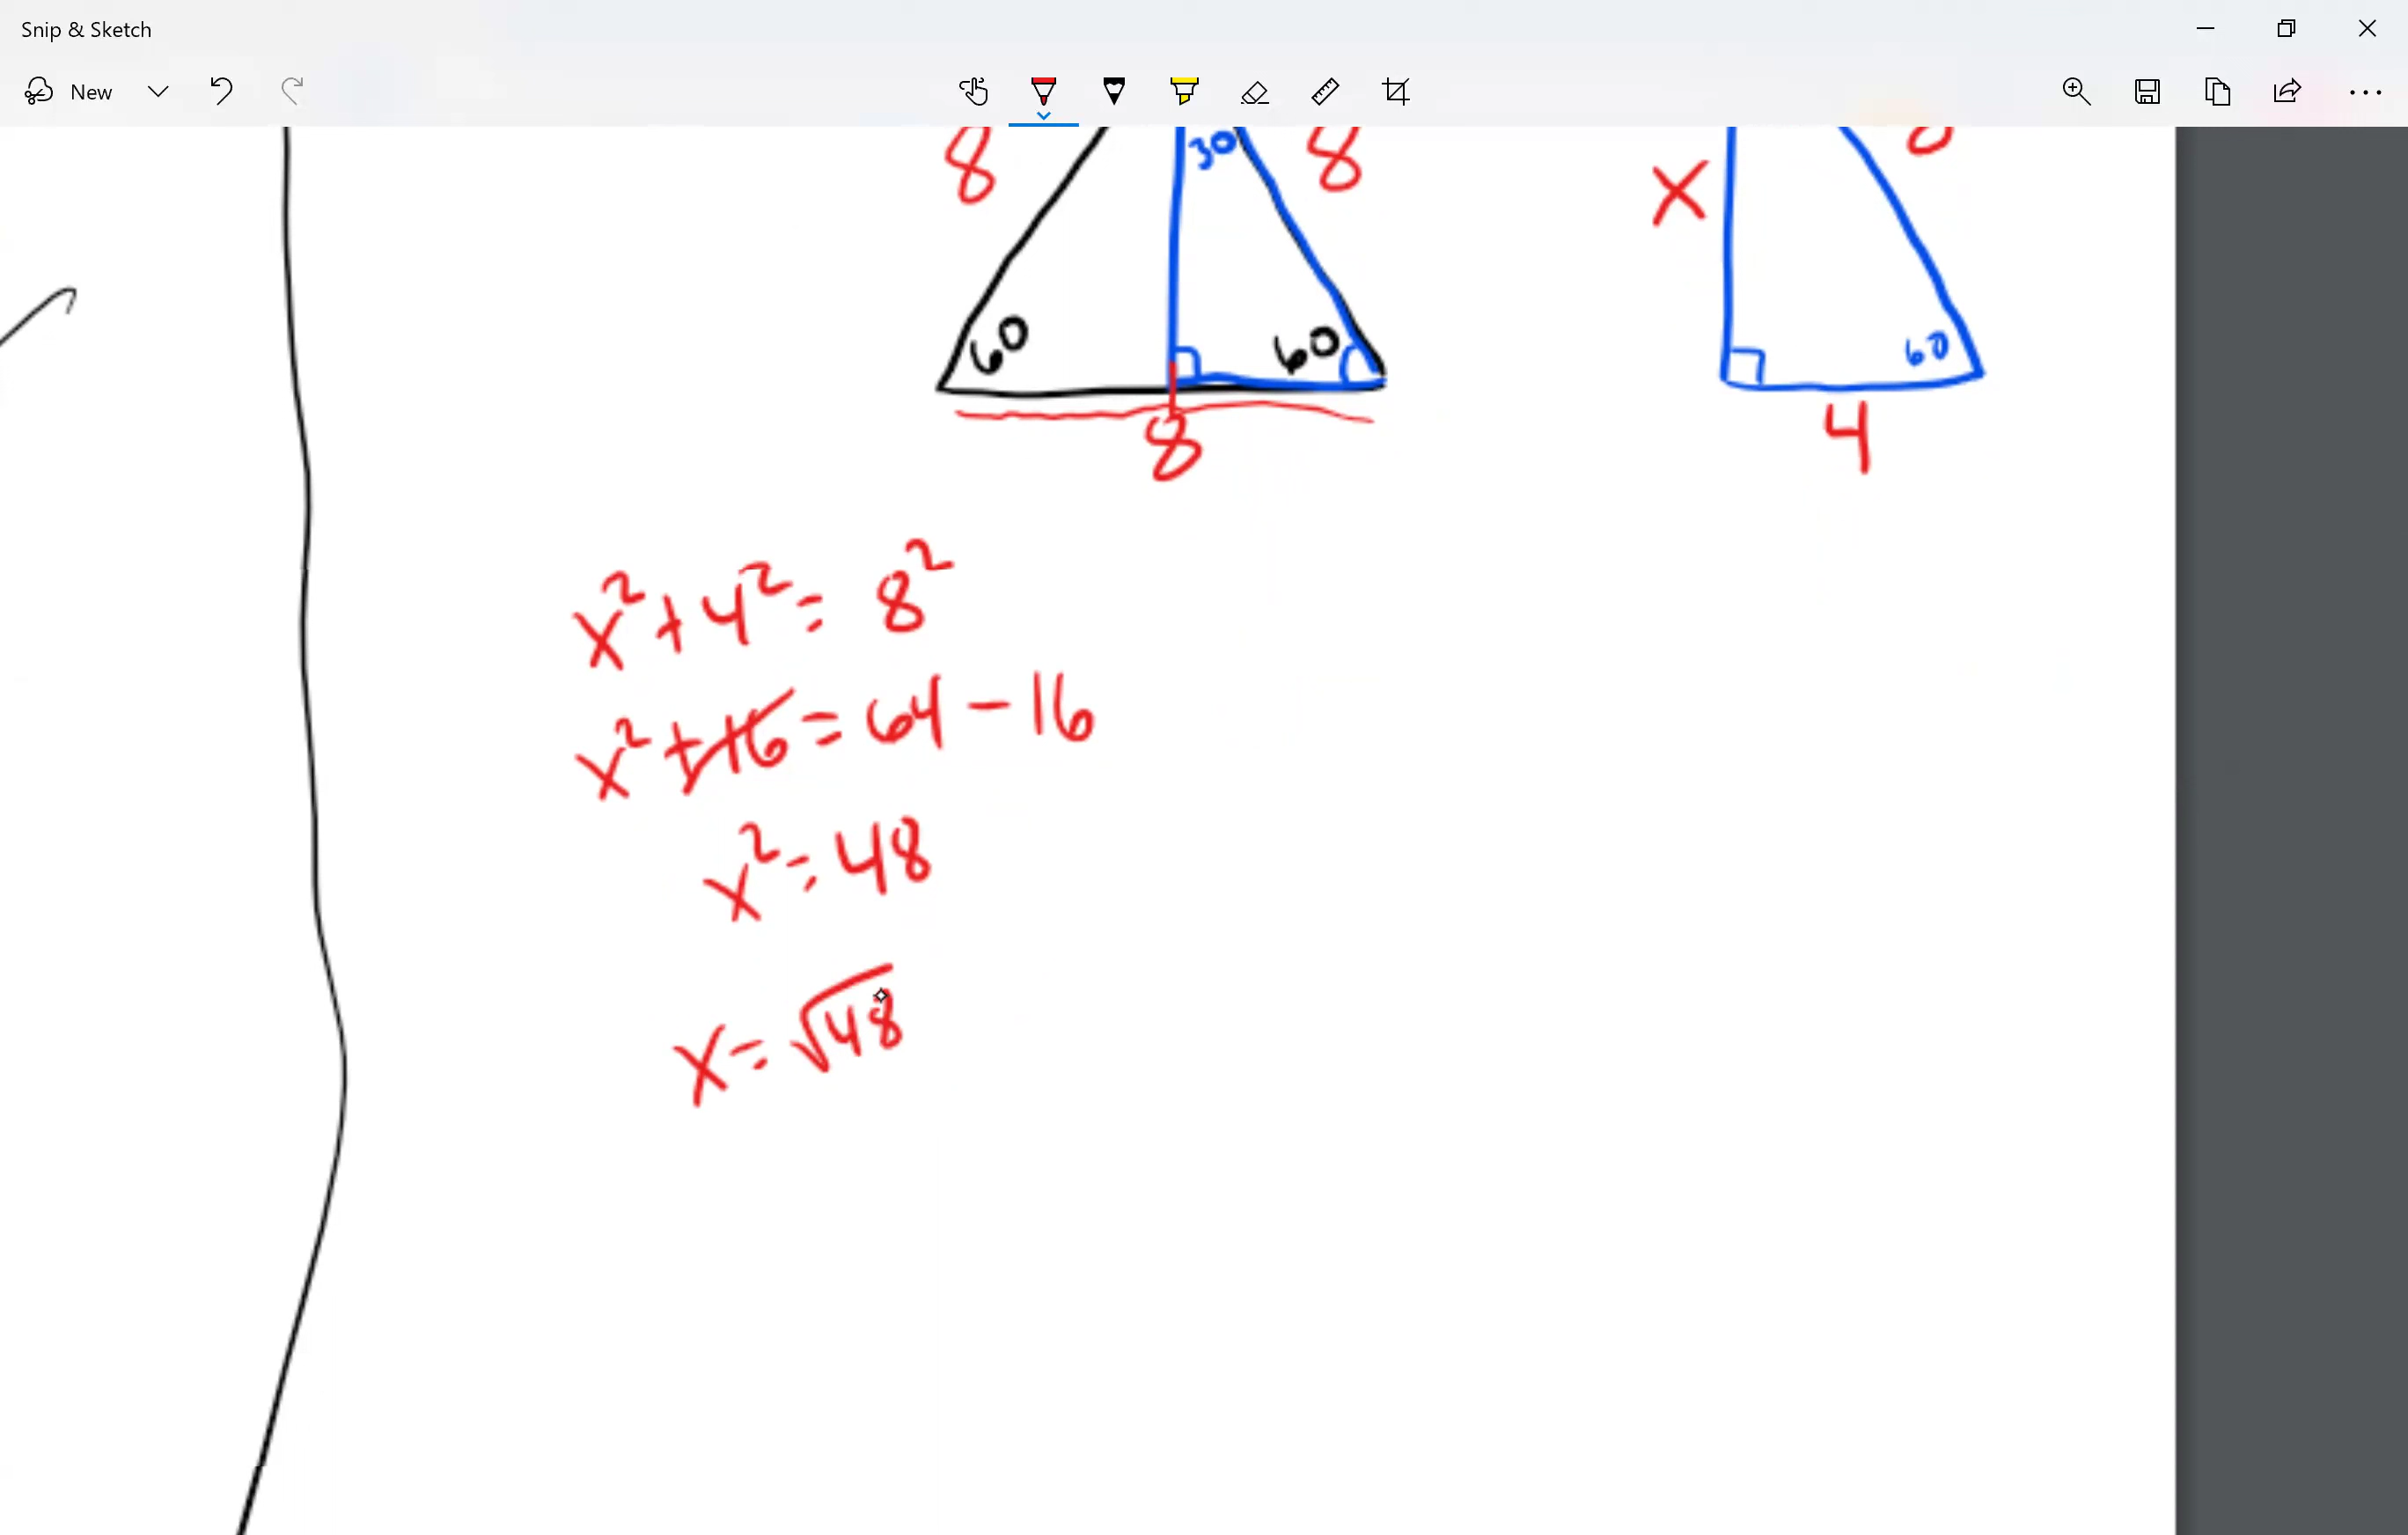 Snip & Sketch
New
8 30 8
X
60 60 60
8 4
x² + 4² = 8²
x² + 16 = 64 - 16
x² = 48
x = √48